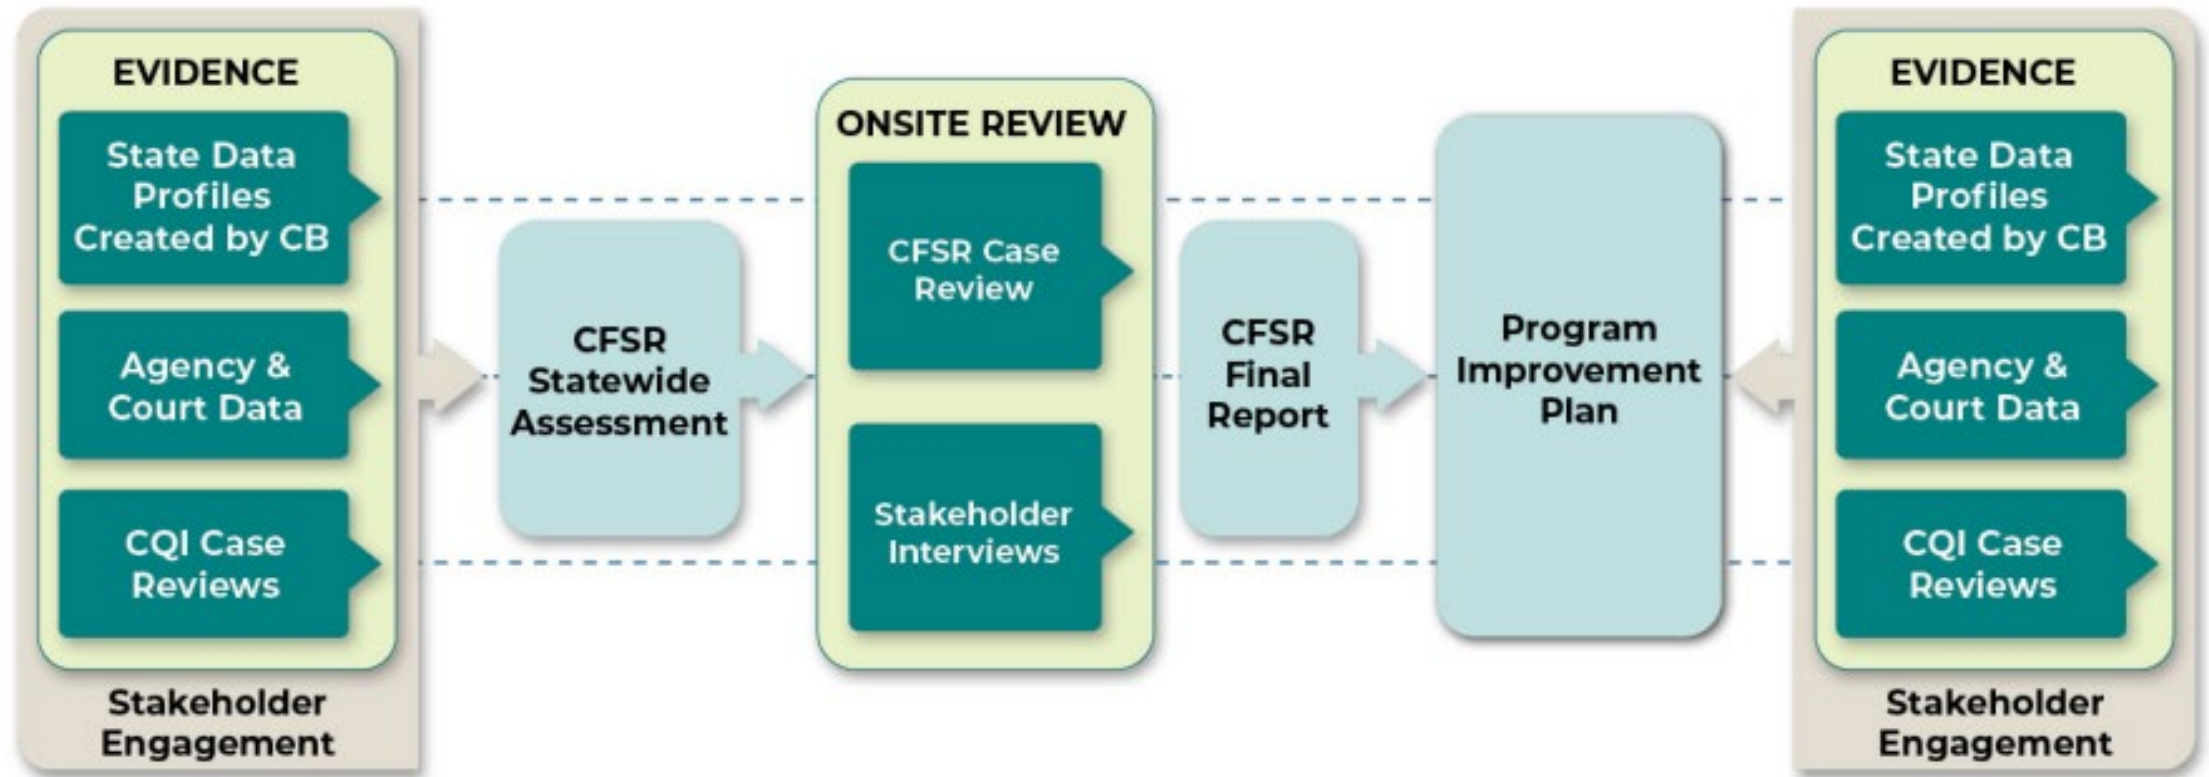 EVIDENCE
State Data
Profiles
Created by CB
Agency &
Court Data
CQI Case
Reviews
Stakeholder
Engagement
CFSR
Statewide
Assessment
ONSITE REVIEW
CFSR Case
Review
Stakeholder
Interviews
CFSR
Final
Report
Program
Improvement
Plan
EVIDENCE
State Data
Profiles
Created by CB
Agency &
Court Data
CQI Case
Reviews
Stakeholder
Engagement